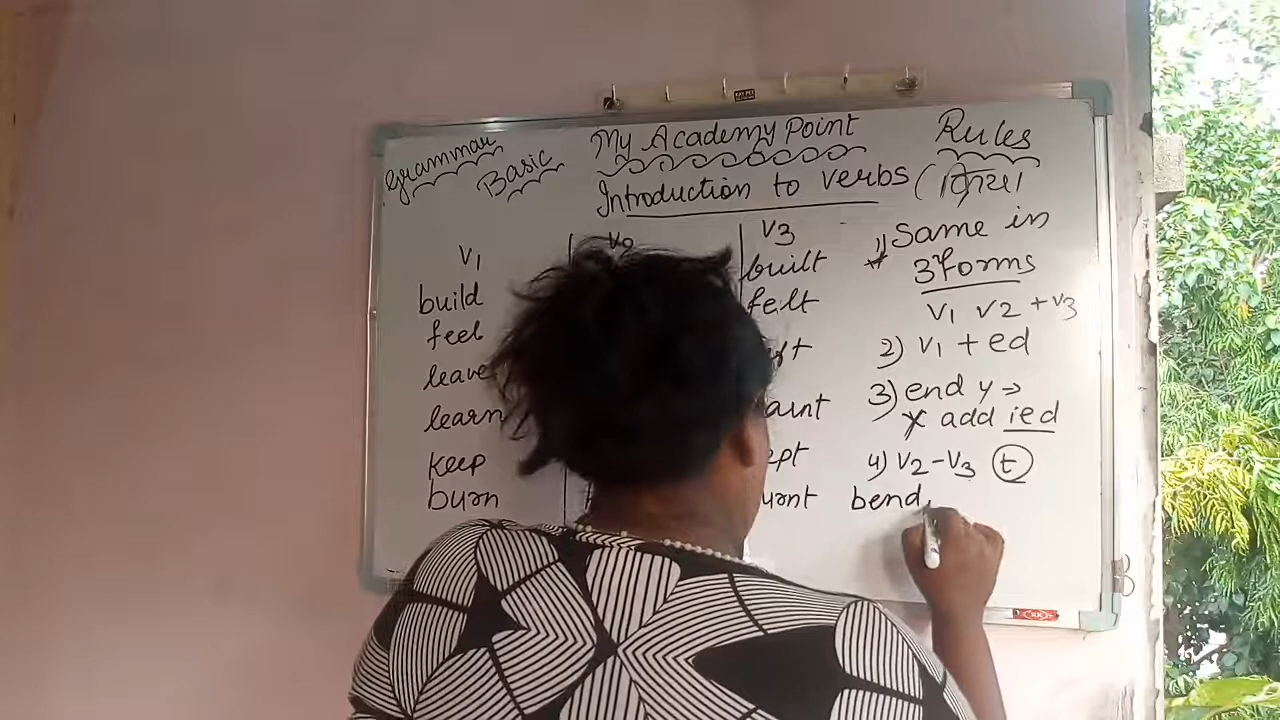 Grammar
Basic
My Academy Point
Introduction to verbs (क्रिया)
Rules
V1 V3
build built
feel felt
leave
learn
keep
burn
1) Same in
3 forms
V1 V2 + V3
2) V1 + ed
3) end y →
add ied
4) V2 - V3 t
bend,